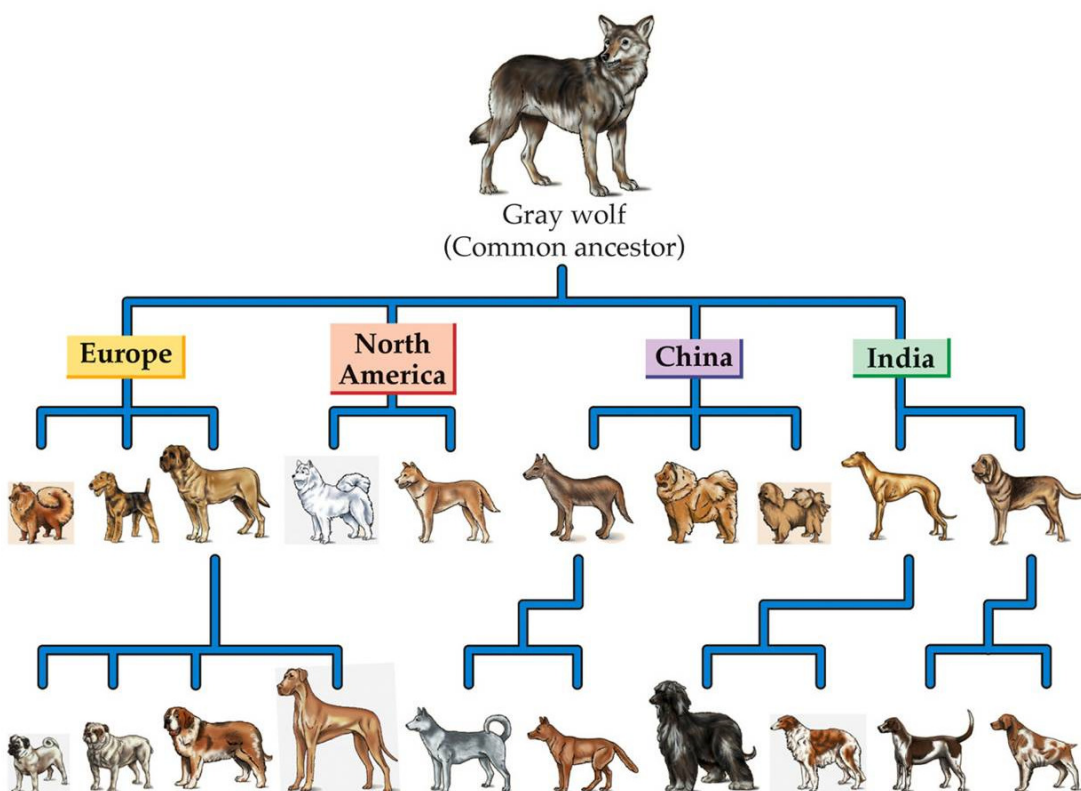 Gray wolf
(Common ancestor)
Europe
North
America
China
India